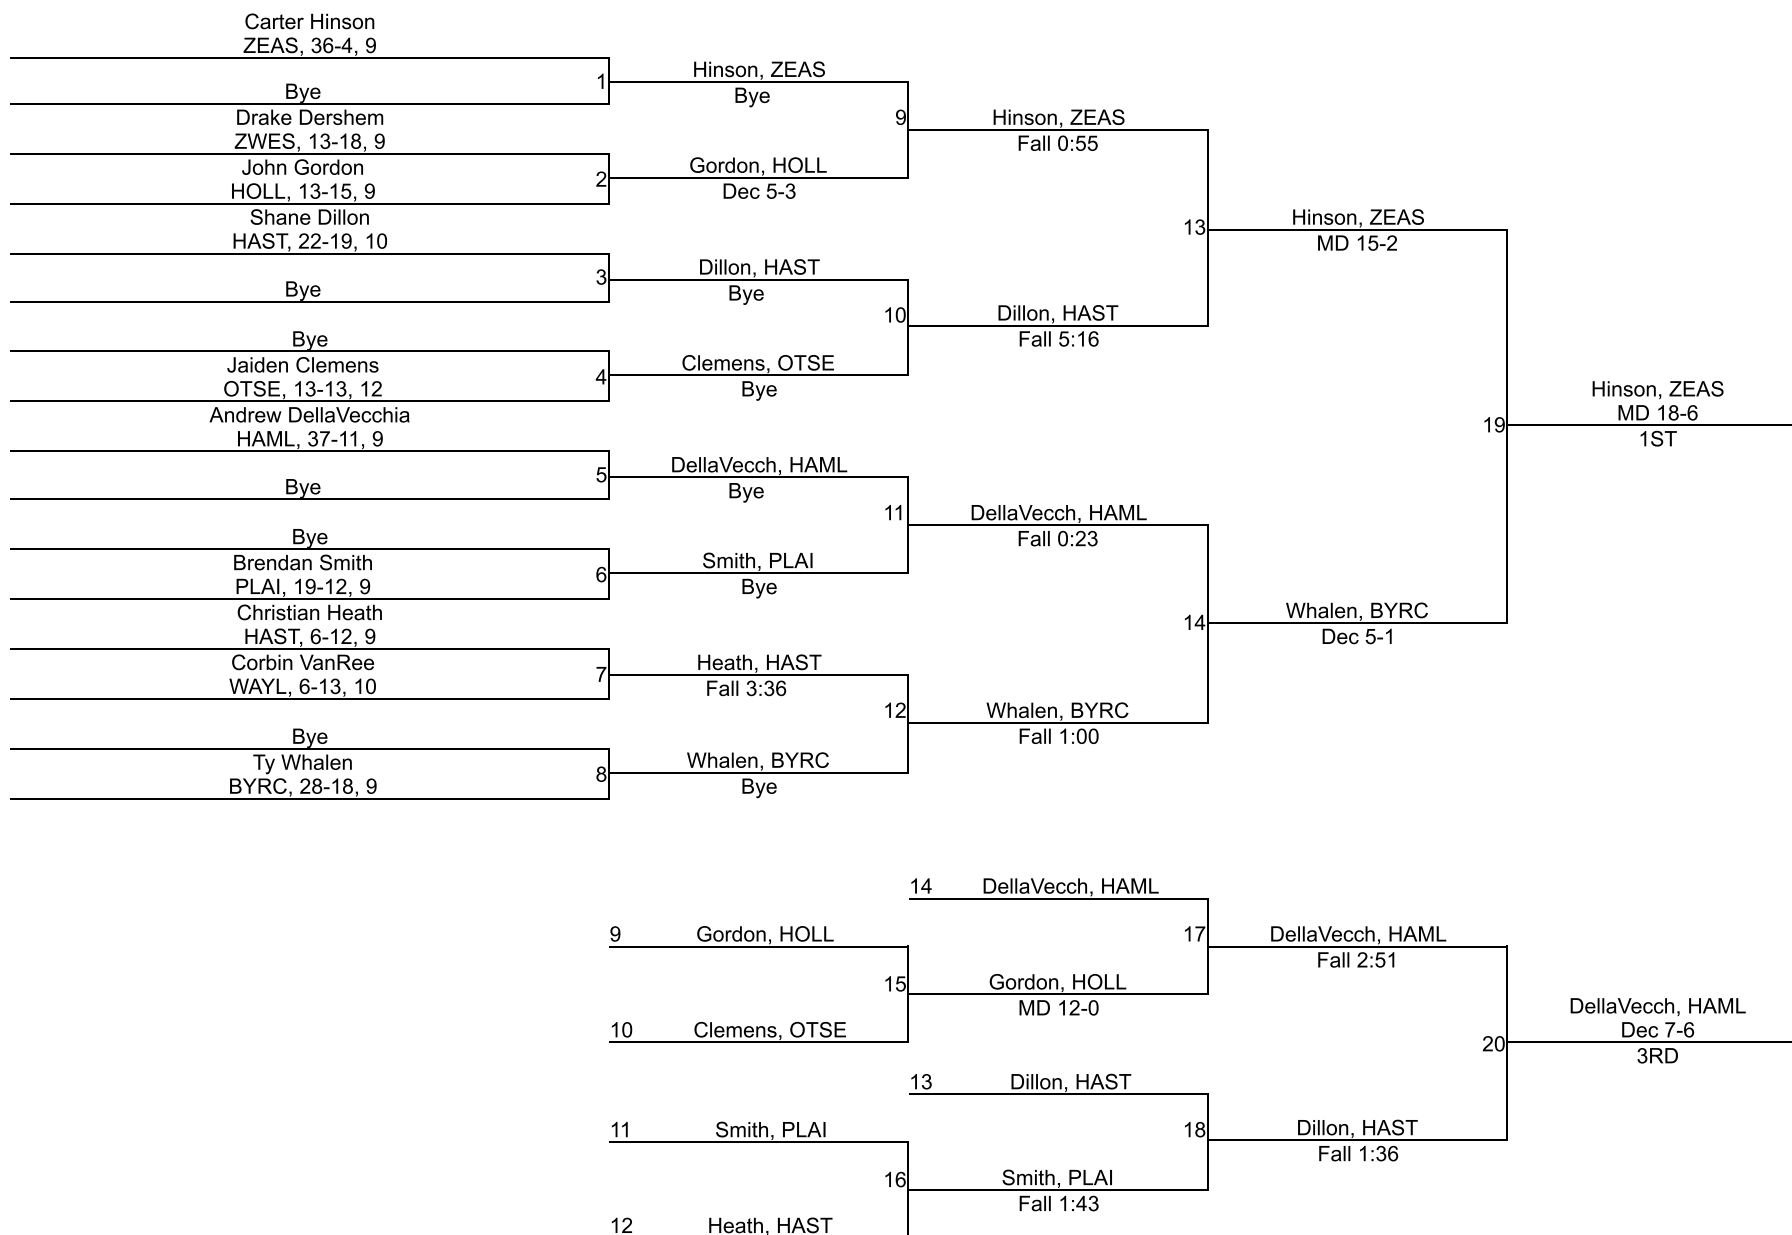 Carter Hinson
ZEAS, 36-4, 9
Bye
Drake Dershem
ZWES, 13-18, 9
John Gordon
HOLL, 13-15, 9
Shane Dillon
HAST, 22-19, 10
Bye
Bye
Jaiden Clemens
OTSE, 13-13, 12
Andrew DellaVecchia
HAML, 37-11, 9
Bye
Bye
Brendan Smith
PLAI, 19-12, 9
Christian Heath
HAST, 6-12, 9
Corbin VanRee
WAYL, 6-13, 10
Bye
Ty Whalen
BYRC, 28-18, 9
1
2
3
4
5
6
7
8
Hinson, ZEAS
Bye
Gordon, HOLL
Dec 5-3
Dillon, HAST
Bye
Clemens, OTSE
Bye
DellaVecch, HAML
Bye
Smith, PLAI
Bye
Heath, HAST
Fall 3:36
Whalen, BYRC
Bye
9
10
11
12
Hinson, ZEAS
Fall 0:55
Dillon, HAST
Fall 5:16
DellaVecch, HAML
Fall 0:23
Whalen, BYRC
Fall 1:00
13
14
Hinson, ZEAS
MD 15-2
Whalen, BYRC
Dec 5-1
19
Hinson, ZEAS
MD 18-6
1ST
9 Gordon, HOLL
10 Clemens, OTSE
11 Smith, PLAI
12 Heath, HAST
15
16
14 DellaVecch, HAML
Gordon, HOLL
MD 12-0
13 Dillon, HAST
Smith, PLAI
Fall 1:43
17
18
DellaVecch, HAML
Fall 2:51
Dillon, HAST
Fall 1:36
20
DellaVecch, HAML
Dec 7-6
3RD